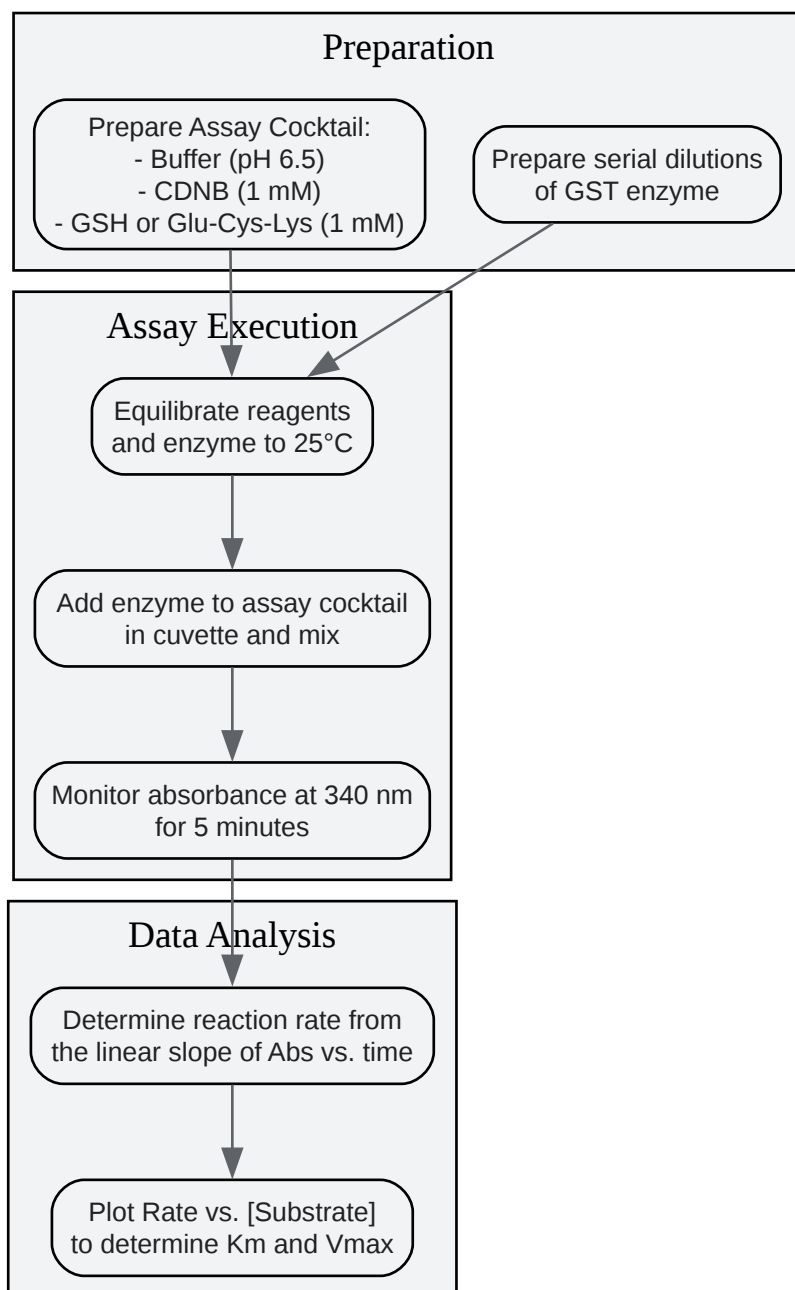 Preparation
Prepare Assay Cocktail:
- Buffer (pH 6.5)
- CDNB (1 mM)
- GSH or Glu-Cys-Lys (1 mM)
Prepare serial dilutions
of GST enzyme
Assay Execution
Equilibrate reagents
and enzyme to 25°C
Add enzyme to assay cocktail
in cuvette and mix
Monitor absorbance at 340 nm
for 5 minutes
Data Analysis
Determine reaction rate from
the linear slope of Abs vs. time
Plot Rate vs. [Substrate]
to determine Km and Vmax